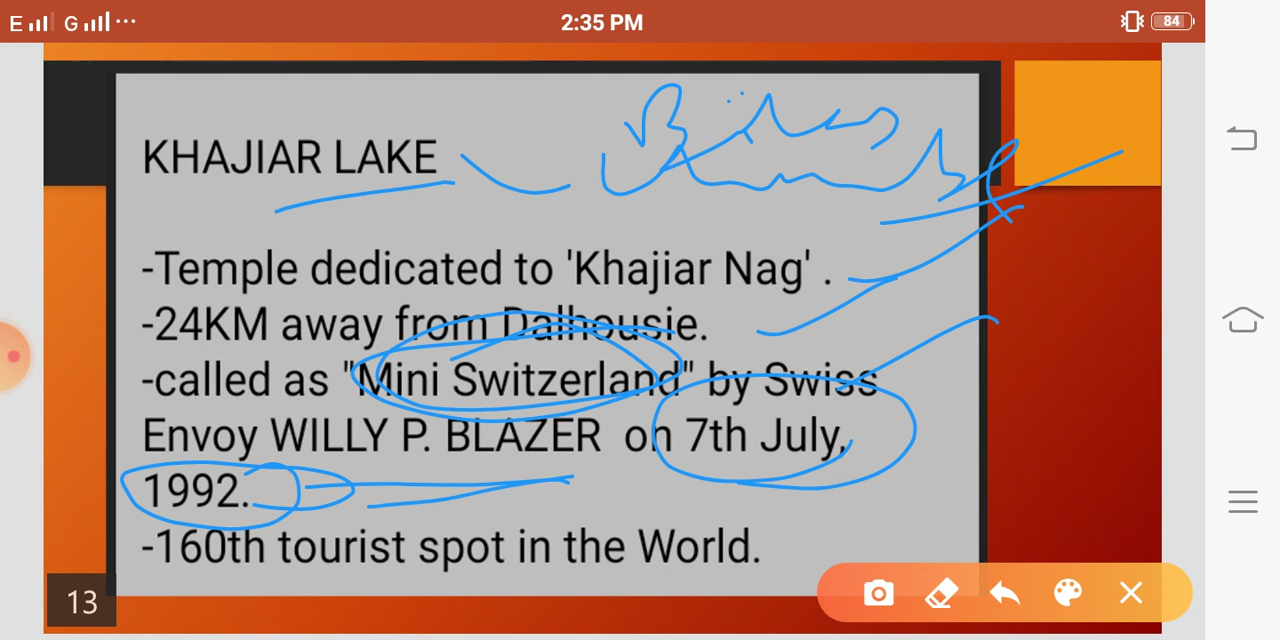 E G ... 2:35 PM 84
KHAJIAR LAKE
-Temple dedicated to 'Khajiar Nag' .
-24KM away from Dalhousie.
-called as "Mini Switzerland" by Swiss
Envoy WILLY P. BLAZER on 7th July,
1992.
-160th tourist spot in the World.
13